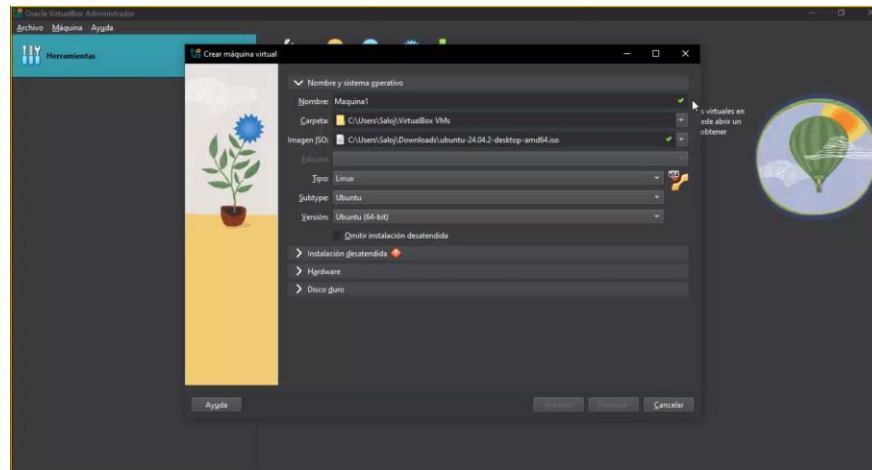 Oracle VirtualBox Administrador
Archivo Máquina Ayuda
Herramientas
Crear máquina virtual
Nombre y sistema operativo
Nombre: Maquina1
Carpeta: C:\Users\Saloj\VirtualBox VMs
Imagen ISO: C:\Users\Saloj\Downloads\ubuntu-24.04.2-desktop-amd64.iso
Edición:
Tipo: Linux
Subtype: Ubuntu
Versión: Ubuntu (64-bit)
Omitir instalación desatendida
Instalación desatendida
Hardware
Disco duro
s virtuales en
ede abrir un
obtener
Ayuda
Anterior Terminar Cancelar